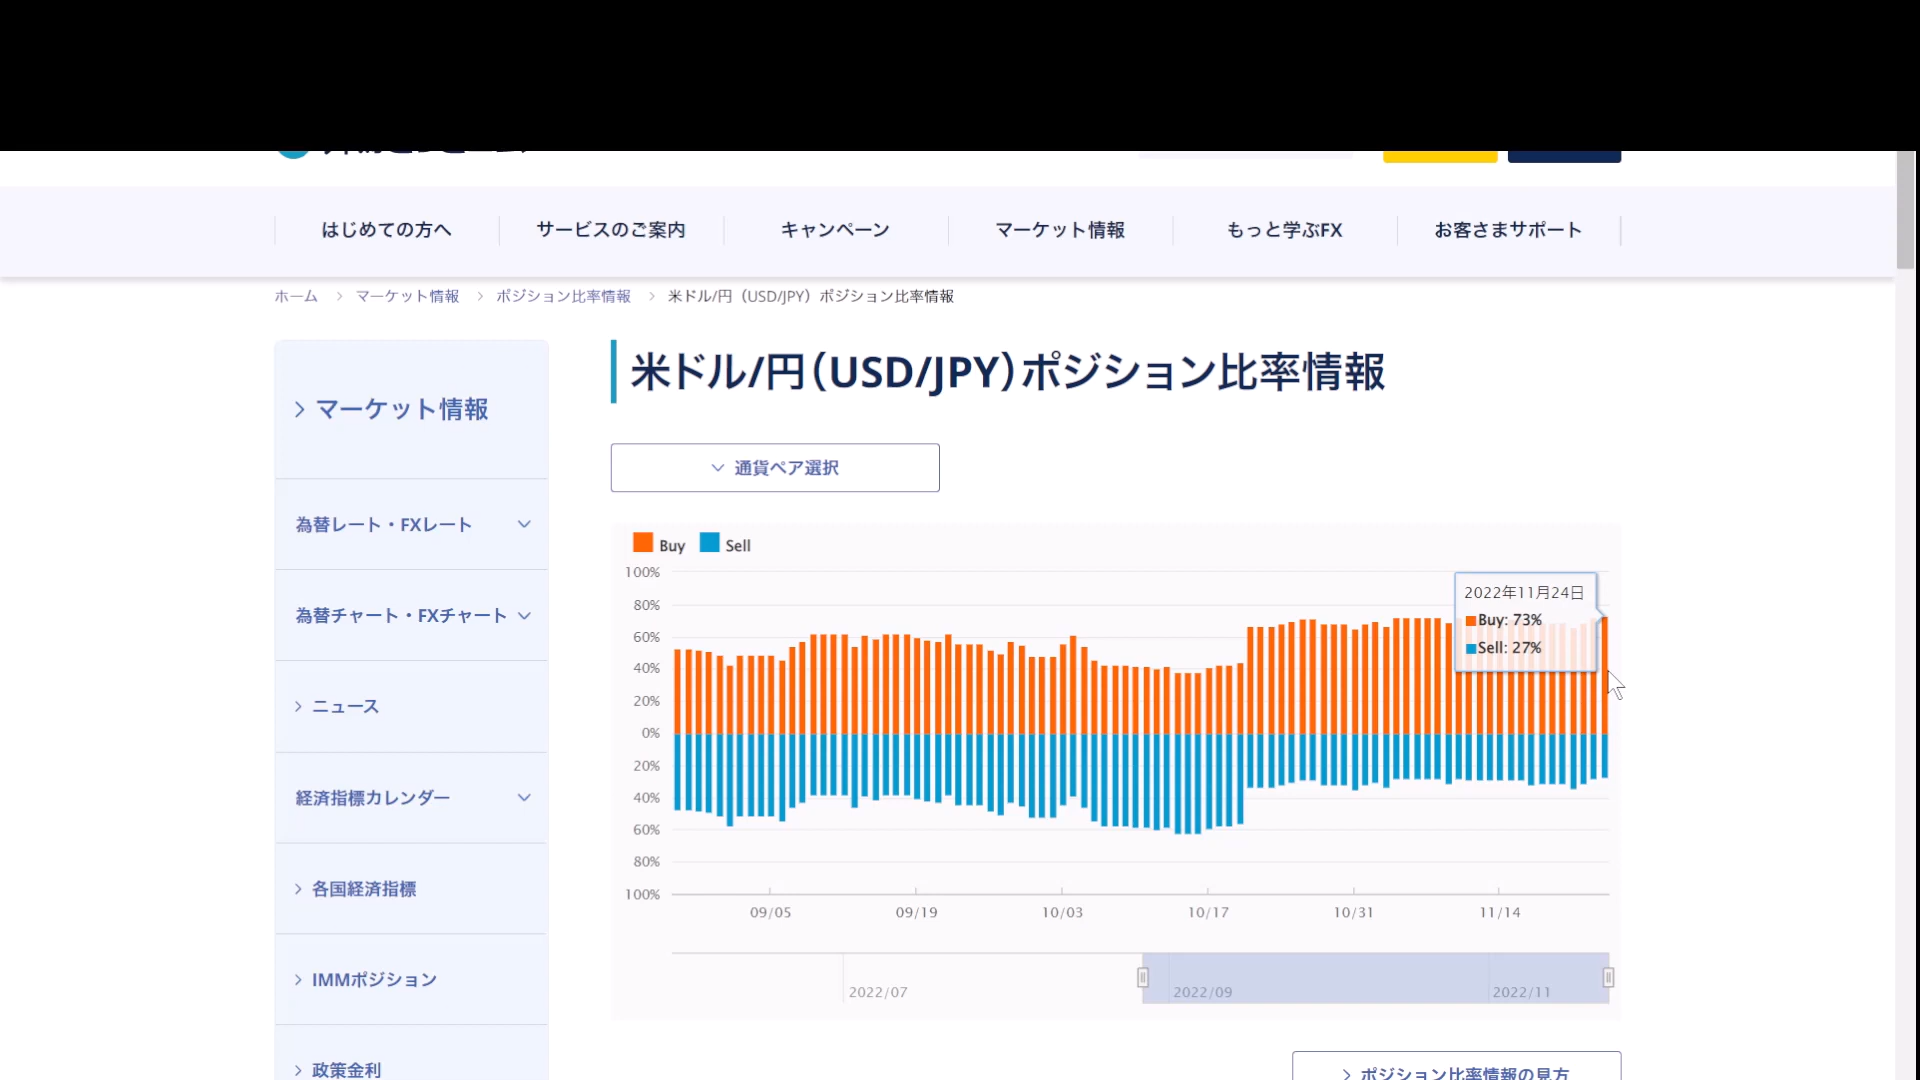 はじめての方へ
サービスのご案内
キャンペーン
マーケット情報
もっと学ぶFX
お客さまサポート
ホーム > マーケット情報 > ポジション比率情報 > 米ドル/円（USD/JPY）ポジション比率情報
マーケット情報
為替レート・FXレート
為替チャート・FXチャート
ニュース
経済指標カレンダー
各国経済指標
IMMポジション
政策金利
米ドル/円（USD/JPY）ポジション比率情報
通貨ペア選択
Buy Sell
100%
80%
60%
40%
20%
0%
20%
40%
60%
80%
100%
2022年11月24日
Buy: 73%
Sell: 27%
09/05 09/19 10/03 10/17 10/31 11/14
2022/07 2022/09 2022/11
ポジション比率情報の見方